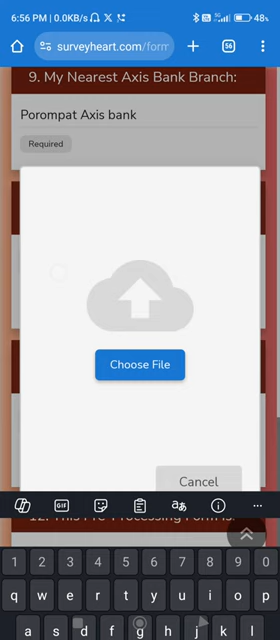 6:56 PM | 0.0KB/s
5G
48%
surveyheart.com/form
56
9. My Nearest Axis Bank Branch:
Porompat Axis bank
Required
Choose File
Cancel
GIF
12. This Pre-Processing Form is:
1 2 3 4 5 6 7 8 9 0
q w e r t y u i o p
a s d f g h j k l